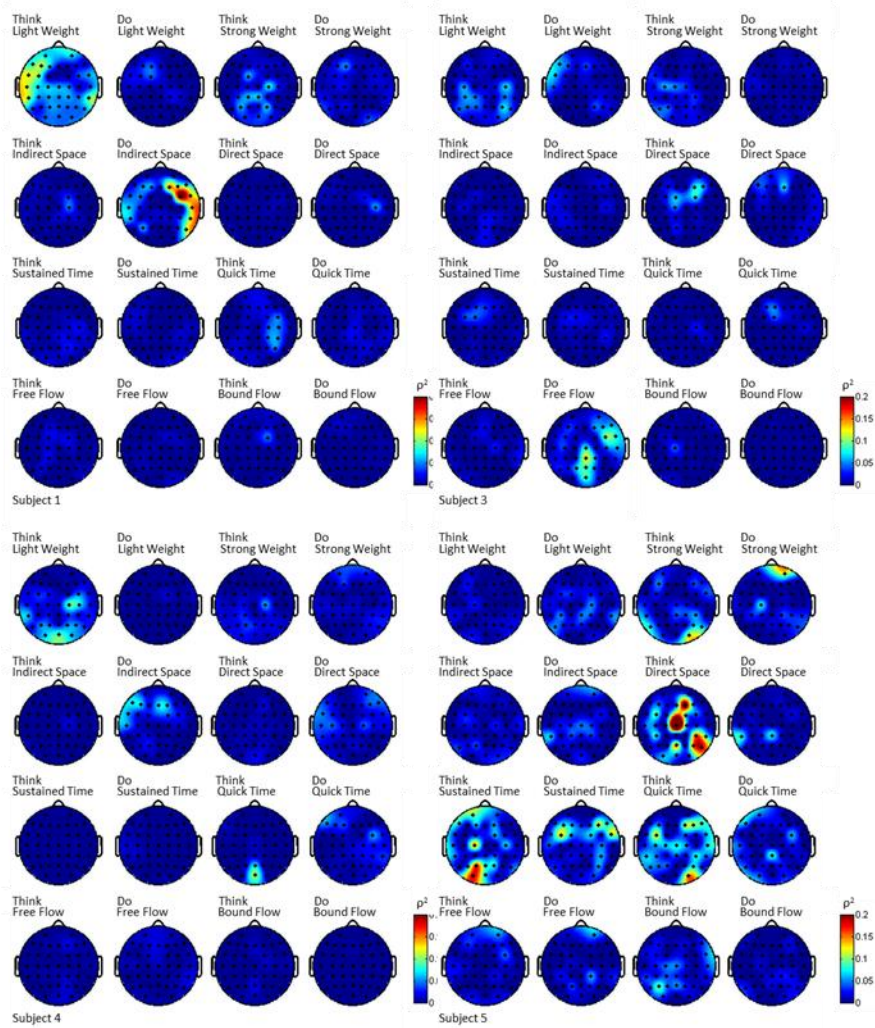 Think Do Think Do Think Do Think Do
Light Weight Light Weight Strong Weight Strong Weight Light Weight Light Weight Strong Weight Strong Weight
Think Do Think Do Think Do Think Do
Indirect Space Indirect Space Direct Space Direct Space Indirect Space Indirect Space Direct Space Direct Space
Think Do Think Do Think Do Think Do
Sustained Time Sustained Time Quick Time Quick Time Sustained Time Sustained Time Quick Time Quick Time
Think Do Think Do ρ² Think Do Think Do ρ²
Free Flow Free Flow Bound Flow Bound Flow Free Flow Free Flow Bound Flow Bound Flow
0.2
0.15
0.1
0.05
0
Subject 1 Subject 3
Think Do Think Do Think Do Think Do
Light Weight Light Weight Strong Weight Strong Weight Light Weight Light Weight Strong Weight Strong Weight
Think Do Think Do Think Do Think Do
Indirect Space Indirect Space Direct Space Direct Space Indirect Space Indirect Space Direct Space Direct Space
Think Do Think Do Think Do Think Do
Sustained Time Sustained Time Quick Time Quick Time Sustained Time Sustained Time Quick Time Quick Time
Think Do Think Do ρ² Think Do Think Do ρ²
Free Flow Free Flow Bound Flow Bound Flow Free Flow Free Flow Bound Flow Bound Flow
0.2
0.15
0.1
0.05
0
Subject 4 Subject 5